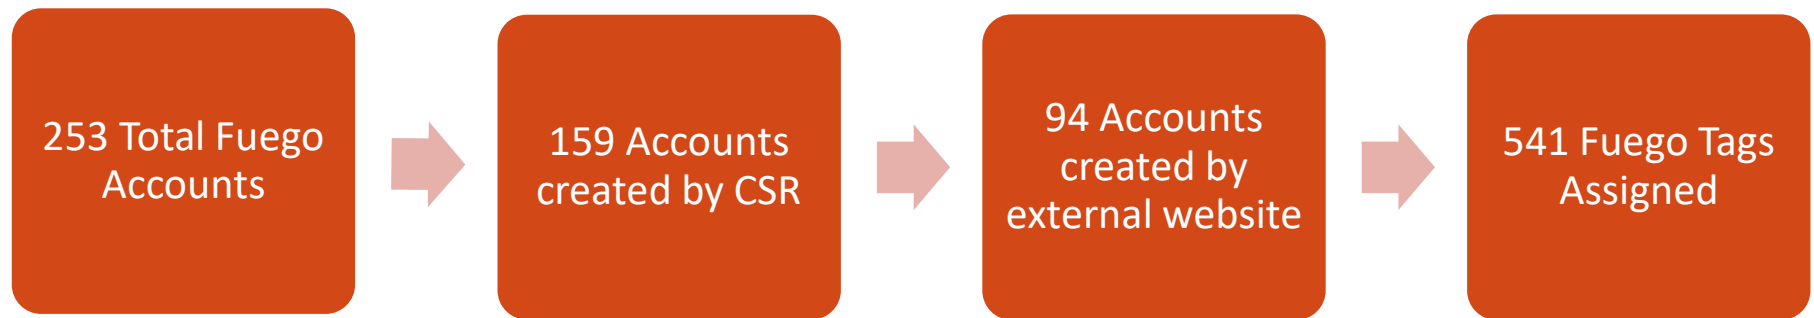 253 Total Fuego
Accounts
159 Accounts
created by CSR
94 Accounts
created by
external website
541 Fuego Tags
Assigned